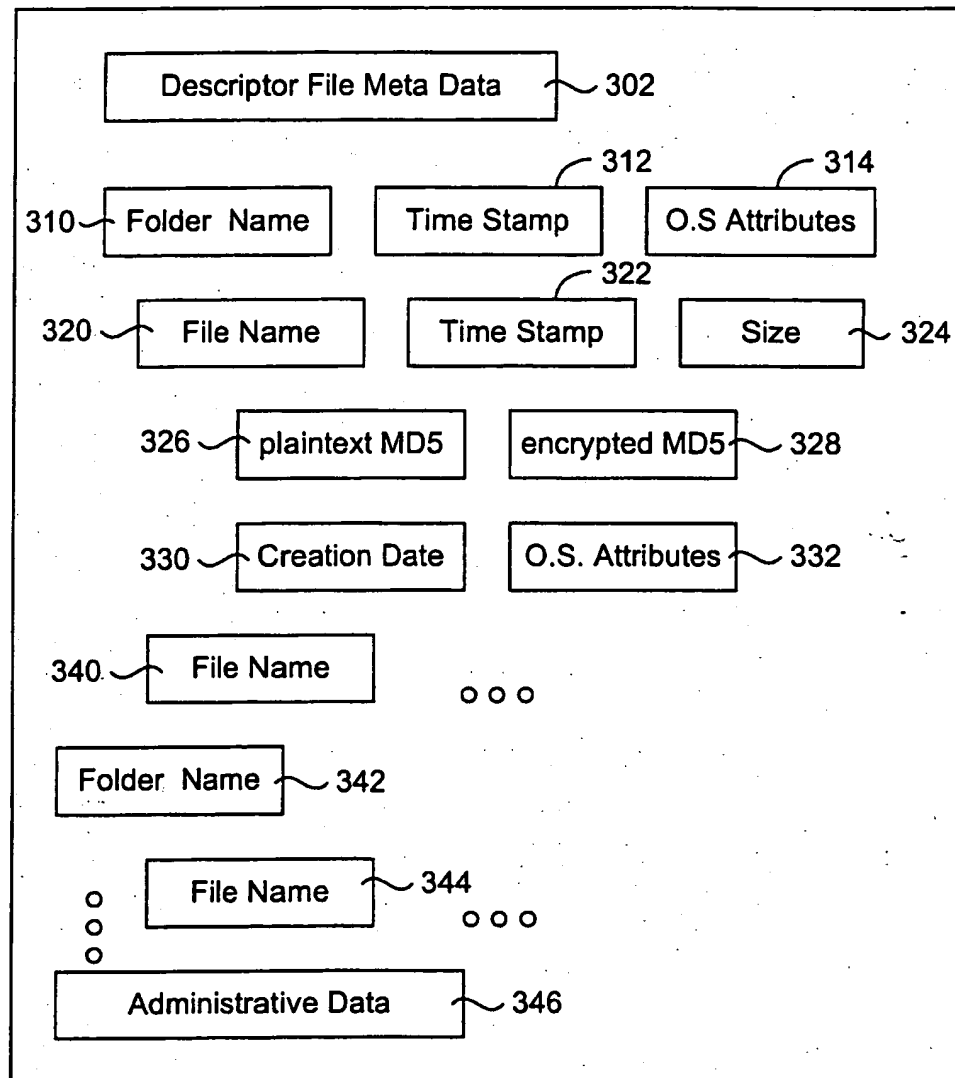 Descriptor File Meta Data 302
312 314
310 Folder Name Time Stamp O.S Attributes
322
320 File Name Time Stamp Size 324
326 plaintext MD5 encrypted MD5 328
330 Creation Date O.S. Attributes 332
340 File Name
Folder Name 342
File Name 344
Administrative Data 346